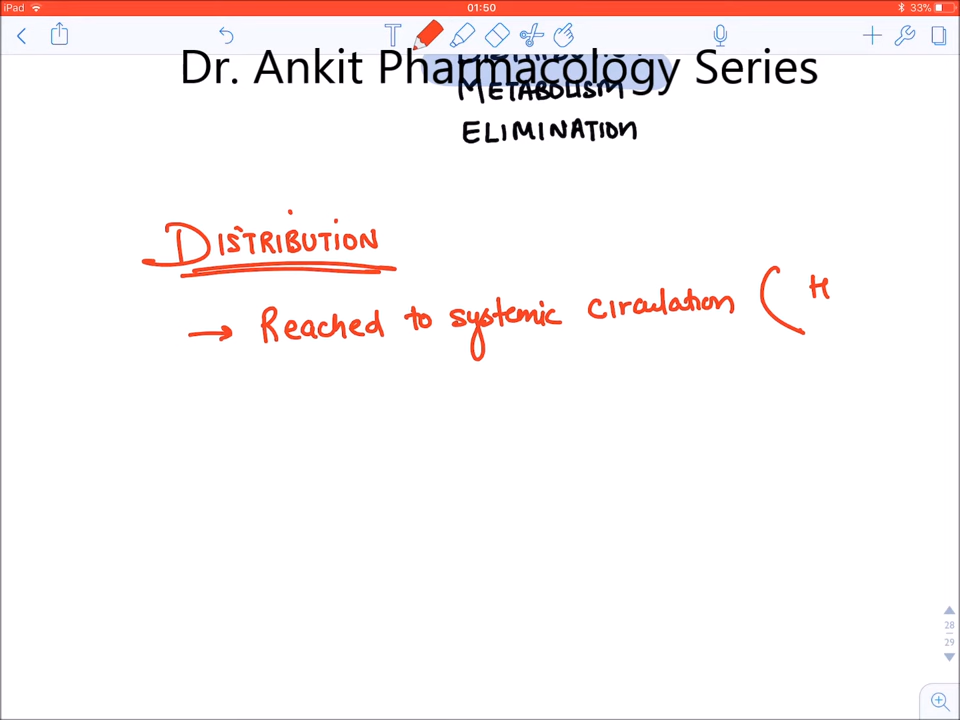 iPad 01:50 33%
T
Dr. Ankit Pharmacology Series
METABOLISM
ELIMINATION
DISTRIBUTION
→ Reached to systemic circulation (
28
29